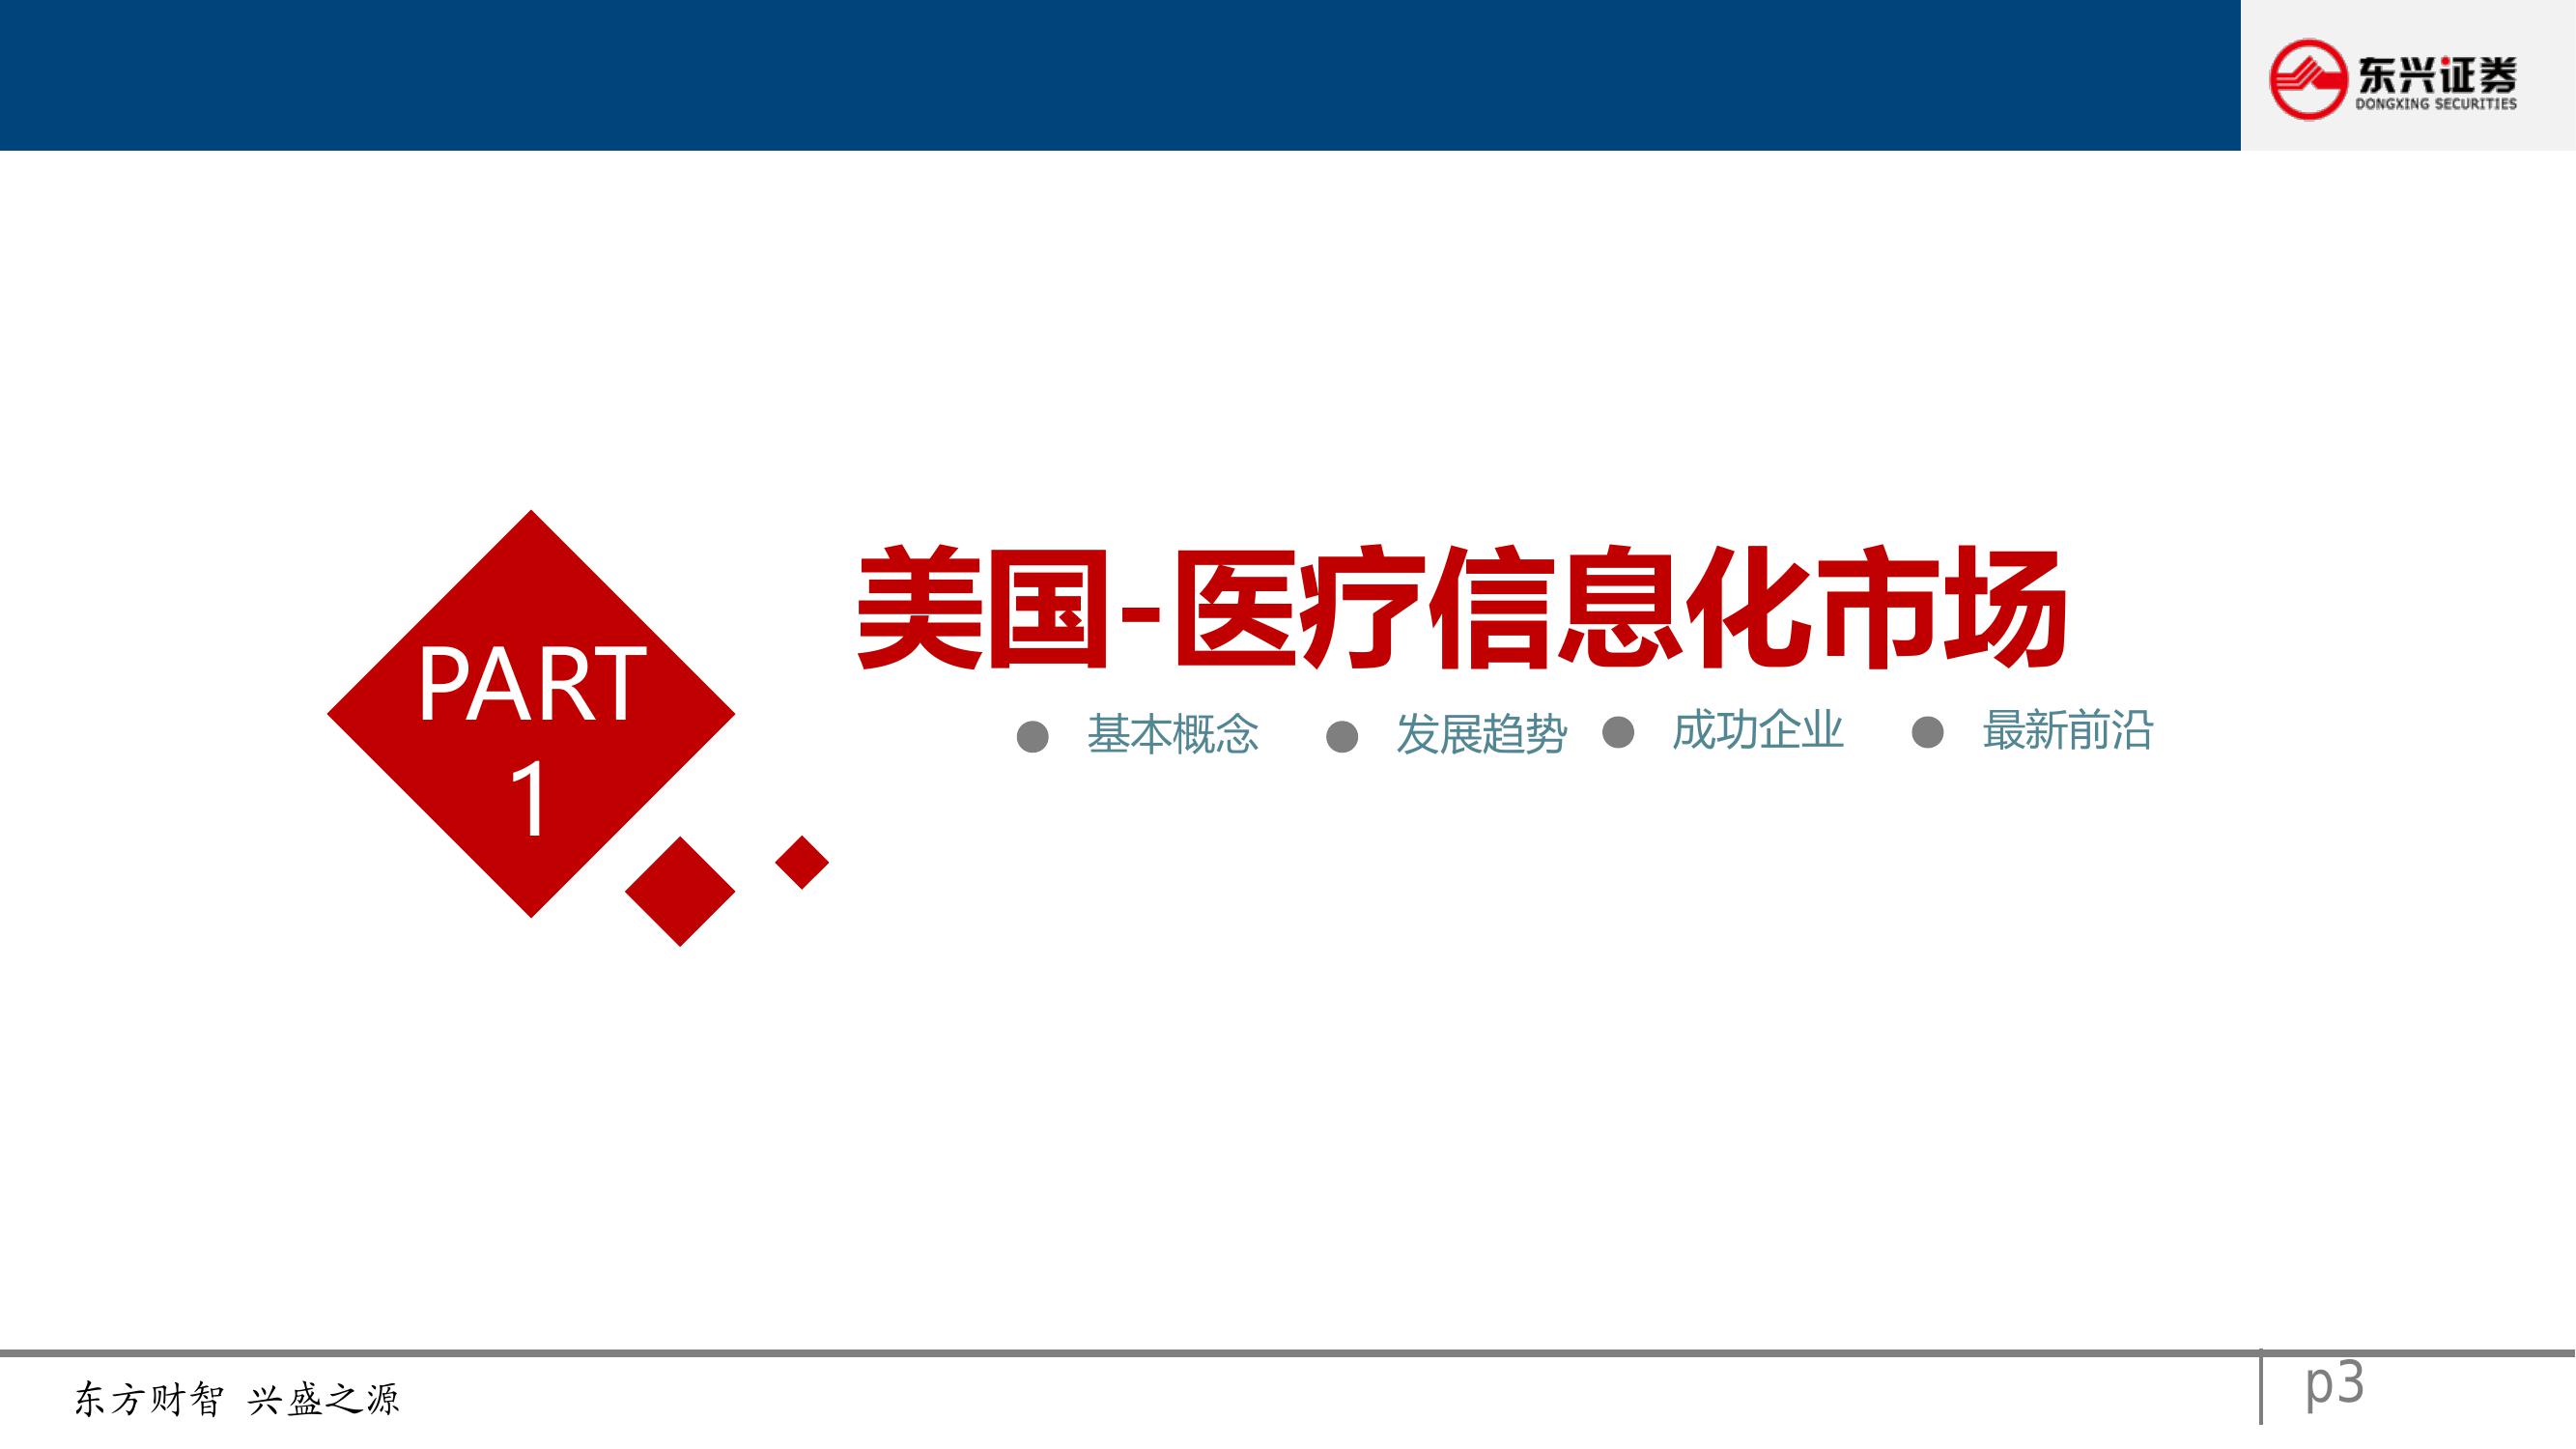 东兴证券
DONGXING SECURITIES
PART
1
美国-医疗信息化市场
● 基本概念 ● 发展趋势 ● 成功企业 ● 最新前沿
东方财智 兴盛之源
p3